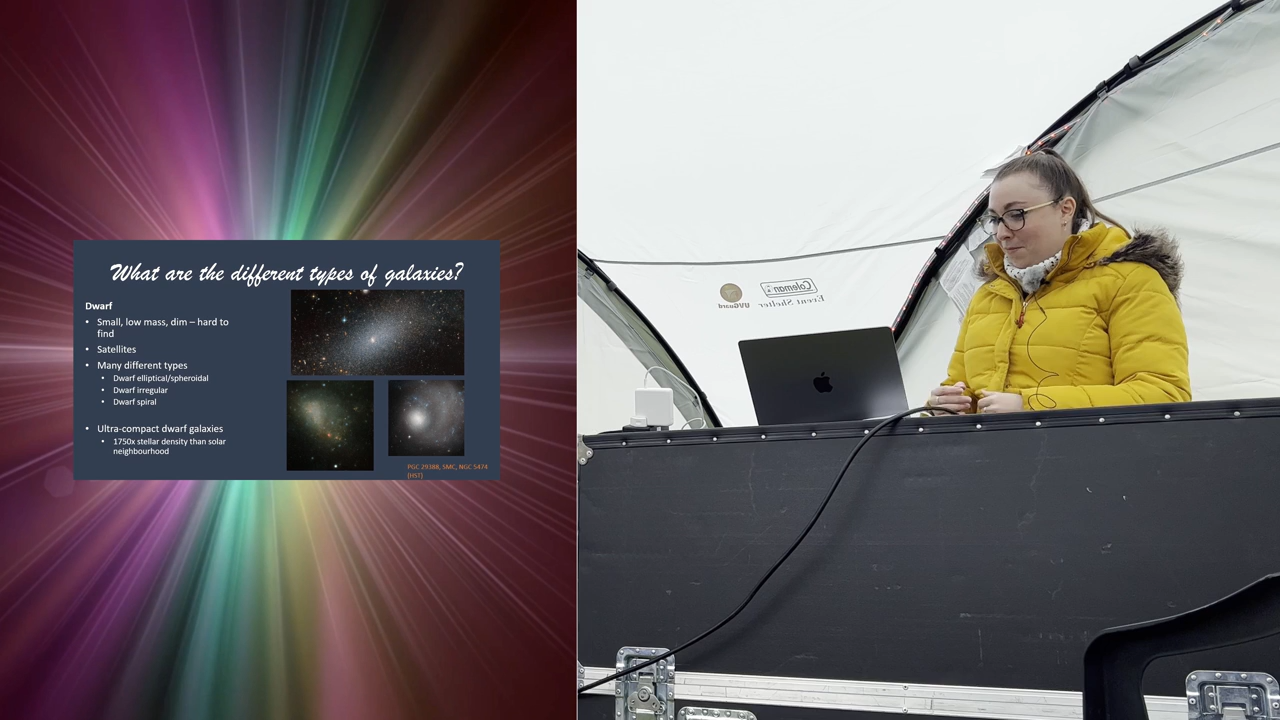 What are the different types of galaxies?
Dwarf
• Small, low mass, dim – hard to
find
• Satellites
• Many different types
• Dwarf elliptical/spheroidal
• Dwarf irregular
• Dwarf spiral
• Ultra-compact dwarf galaxies
• 1750x stellar density than solar
neighbourhood
PGC 29388, SMC, NGC 5474
(HST)
Coleman
Event Shelter
UVGuard